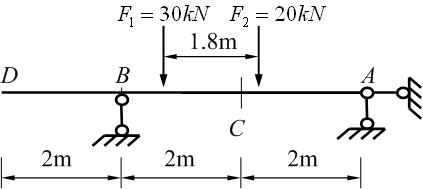 F₁ = 30kN F₂ = 20kN
1.8m
D B A
C
2m 2m 2m